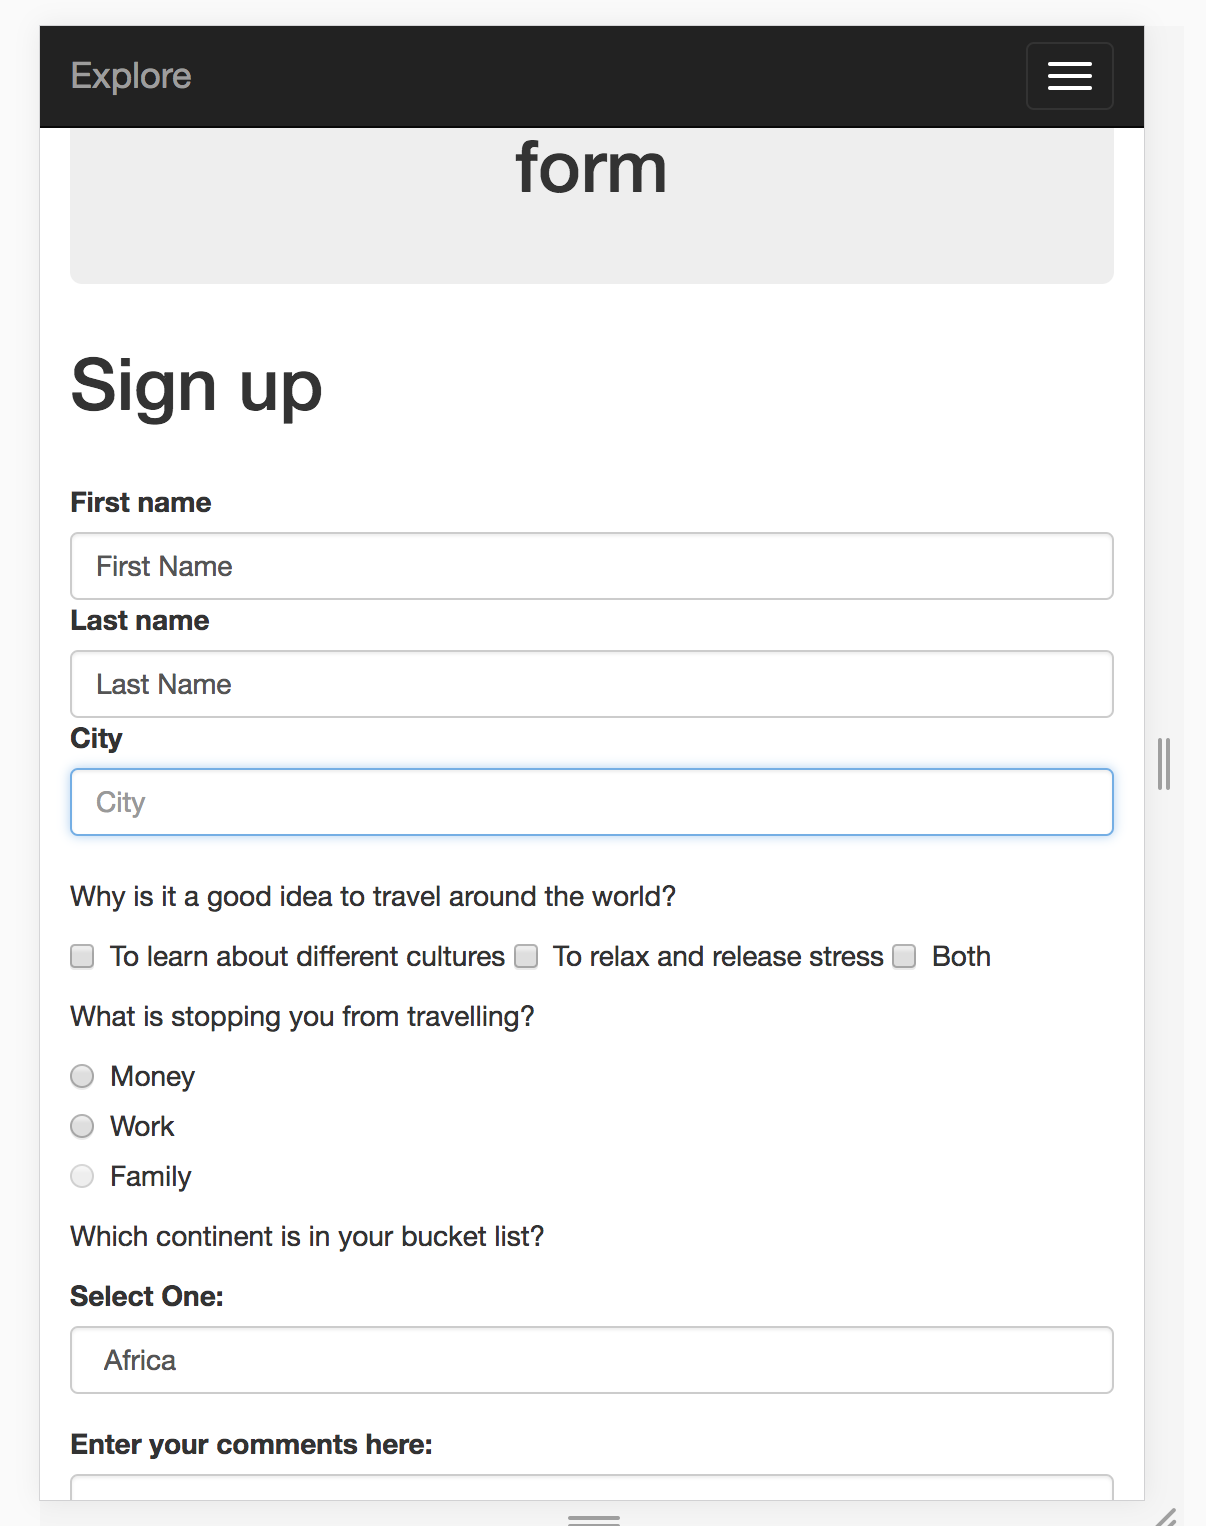 Explore
form
Sign up
First name
First Name
Last name
Last Name
City
City
Why is it a good idea to travel around the world?
To learn about different cultures To relax and release stress Both
What is stopping you from travelling?
Money
Work
Family
Which continent is in your bucket list?
Select One:
Africa
Enter your comments here: